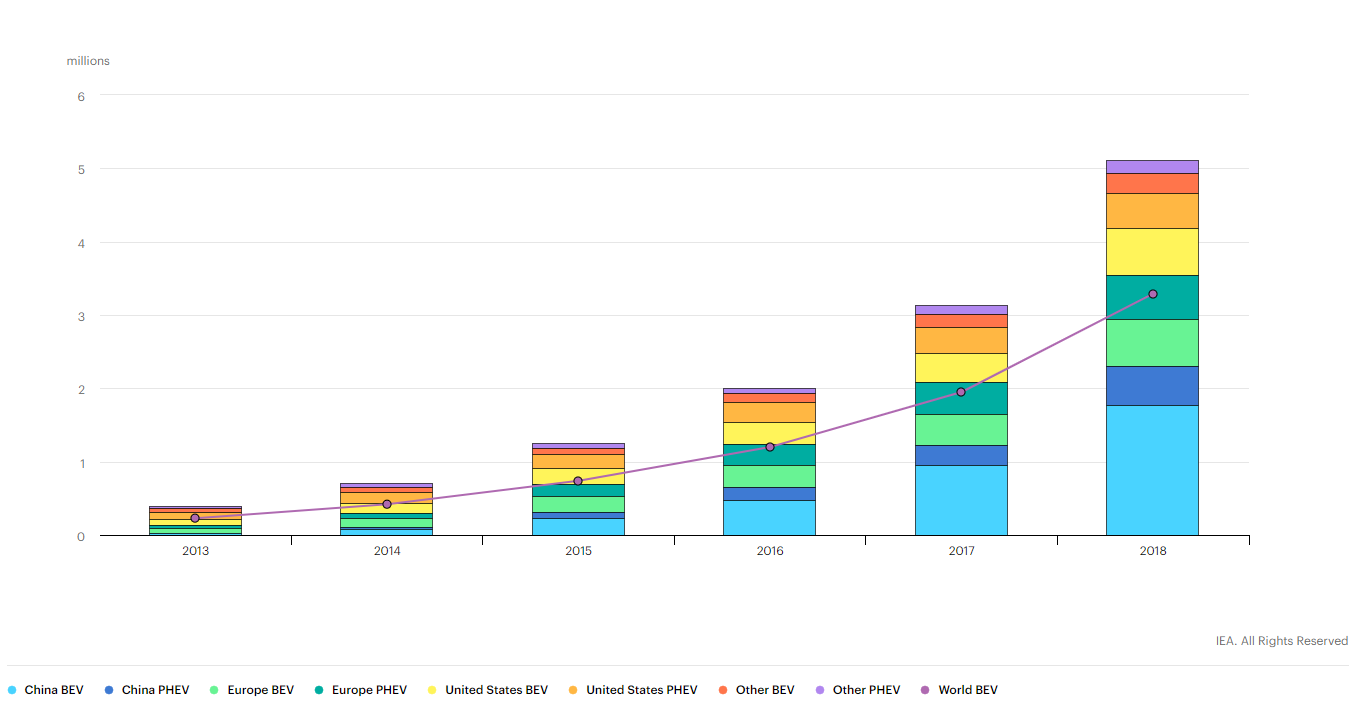 millions
6
5
4
3
2
1
0
2013 2014 2015 2016 2017 2018
IEA. All Rights Reserved
China BEV China PHEV Europe BEV Europe PHEV United States BEV United States PHEV Other BEV Other PHEV World BEV